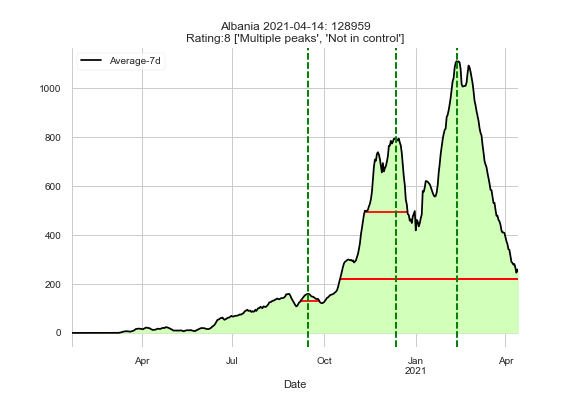 Albania 2021-04-14: 128959
Rating:8 ['Multiple peaks', 'Not in control']
Average-7d
1000
800
600
400
200
0
Apr
Jul
Oct
Jan
2021
Apr
Date